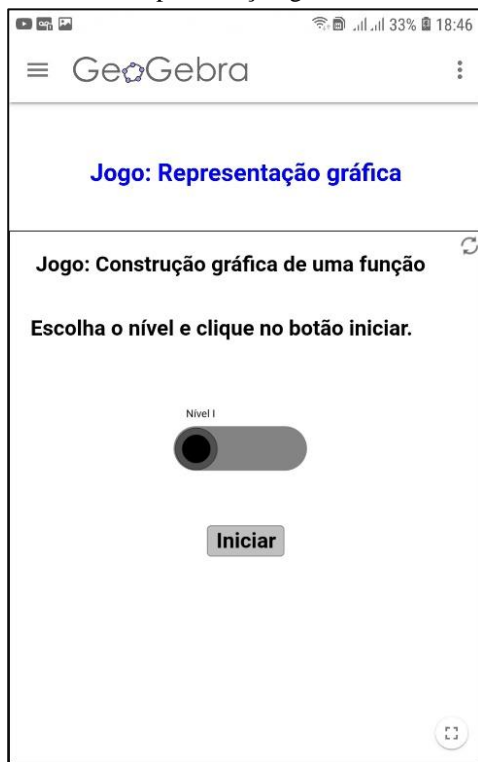 33% 18:46
GeoGebra
Jogo: Representação gráfica
Jogo: Construção gráfica de uma função
Escolha o nível e clique no botão iniciar.
Nível I
Iniciar